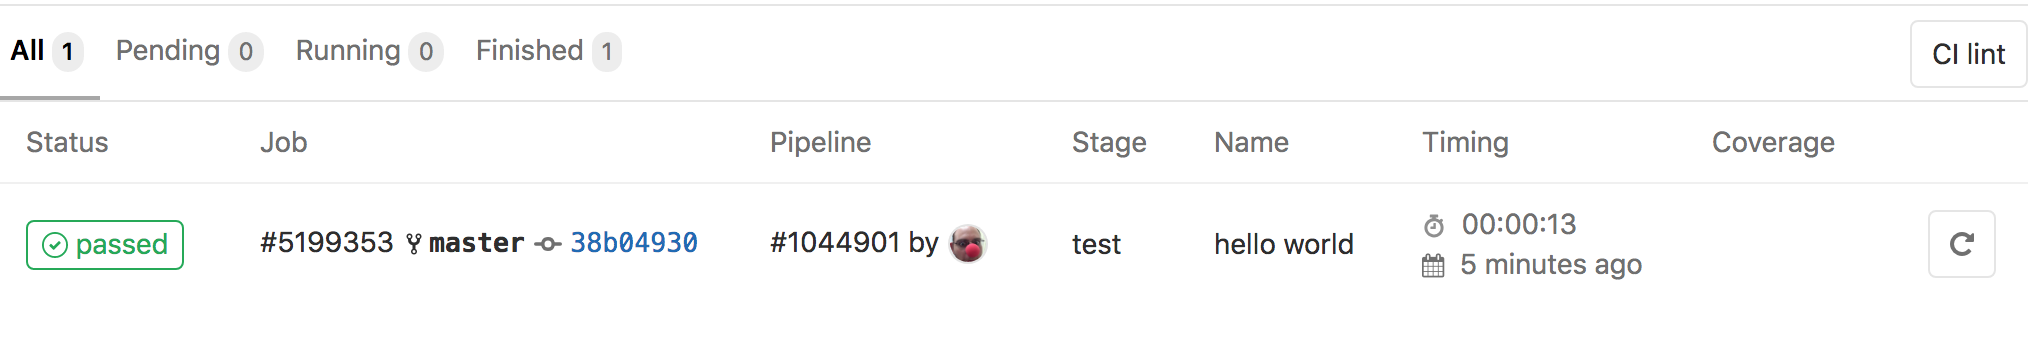 All 1 Pending 0 Running 0 Finished 1 CI lint
Status Job Pipeline Stage Name Timing Coverage
passed #5199353 master 38b04930 #1044901 by test hello world 00:00:13
5 minutes ago